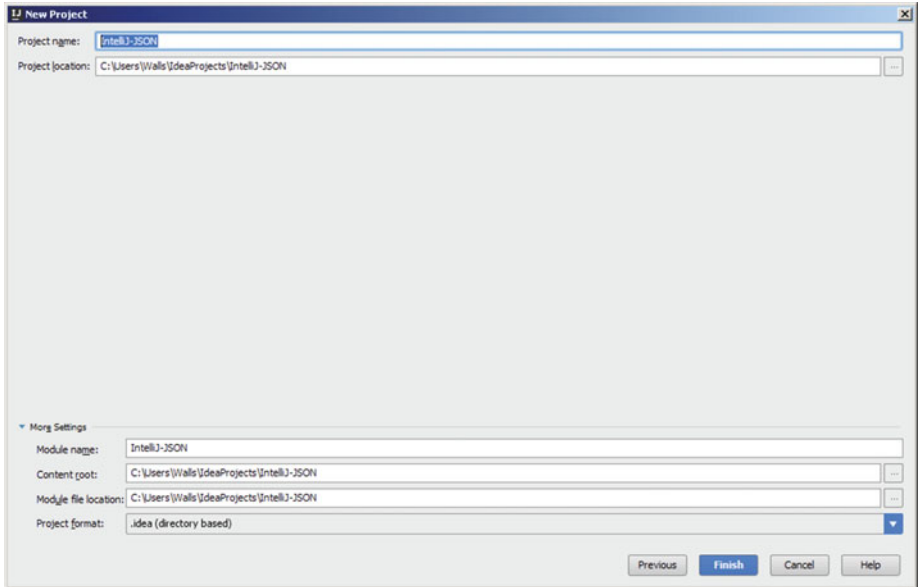 New Project
Project name: IntelliJ-JSON
Project location: C:\Users\Walls\IdeaProjects\IntelliJ-JSON
...
More Settings
Module name: IntelliJ-JSON
Content root: C:\Users\Walls\IdeaProjects\IntelliJ-JSON
...
Module file location: C:\Users\Walls\IdeaProjects\IntelliJ-JSON
...
Project format: .idea (directory based)
Previous Finish Cancel Help